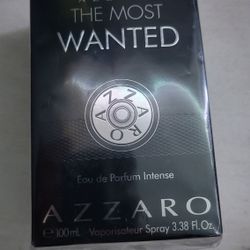 THE MOST
WANTED
AZZARO
Eau de Parfum Intense
AZZARO
100mL Vaporisateur Spray 3.38 Fl.Oz.